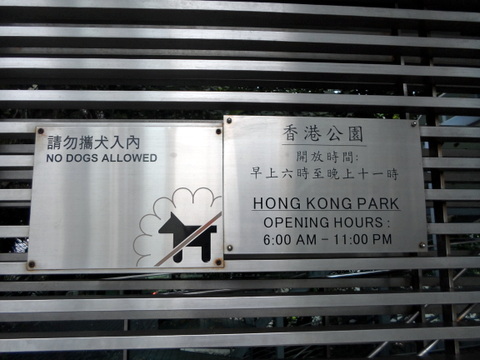 請勿攜犬入內
NO DOGS ALLOWED
香港公園
開放時間:
早上六時至晚上十一時
HONG KONG PARK
OPENING HOURS :
6:00 AM – 11:00 PM